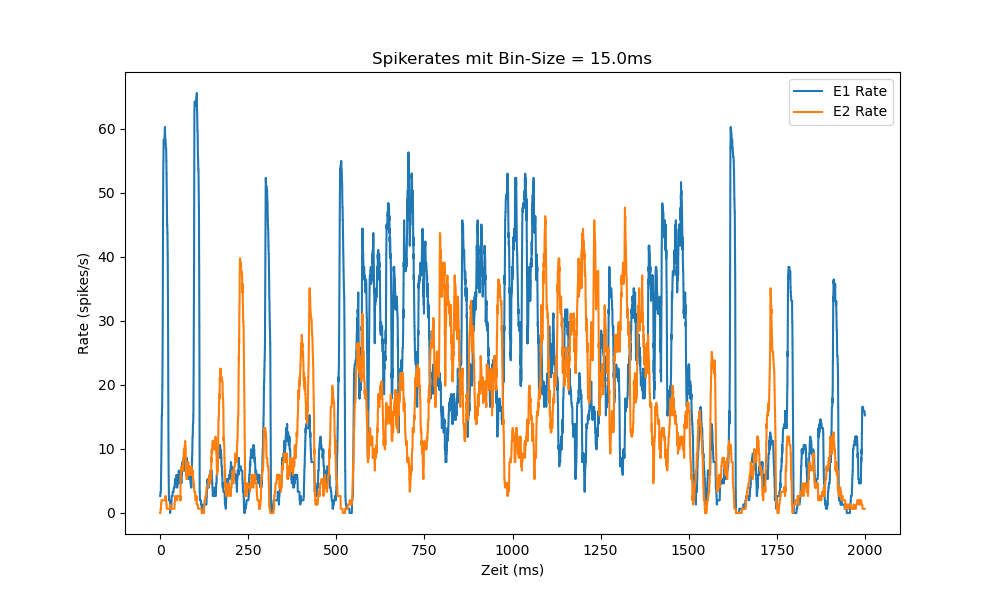 Spikerates mit Bin-Size = 15.0ms
E1 Rate
E2 Rate
Rate (spikes/s)
60
50
40
30
20
10
0
0 250 500 750 1000 1250 1500 1750 2000
Zeit (ms)